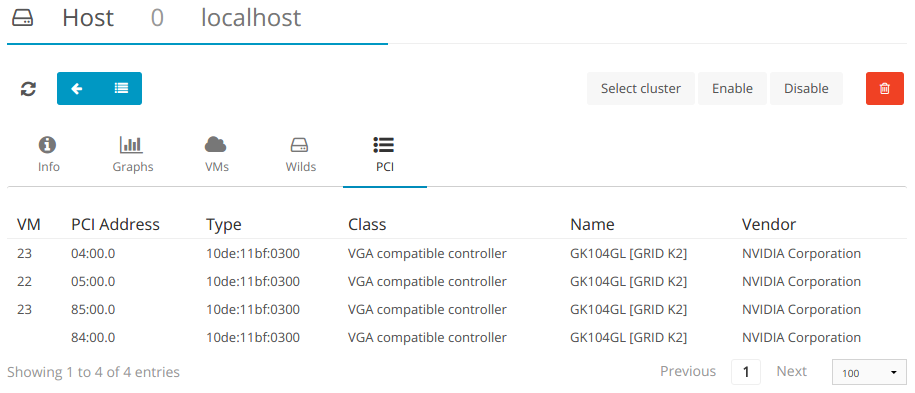 Host 0 localhost
Select cluster Enable Disable
Info Graphs VMs Wilds PCI
VM PCI Address Type Class Name Vendor
23 04:00.0 10de:11bf:0300 VGA compatible controller GK104GL [GRID K2] NVIDIA Corporation
22 05:00.0 10de:11bf:0300 VGA compatible controller GK104GL [GRID K2] NVIDIA Corporation
23 85:00.0 10de:11bf:0300 VGA compatible controller GK104GL [GRID K2] NVIDIA Corporation
84:00.0 10de:11bf:0300 VGA compatible controller GK104GL [GRID K2] NVIDIA Corporation
Showing 1 to 4 of 4 entries Previous 1 Next 100